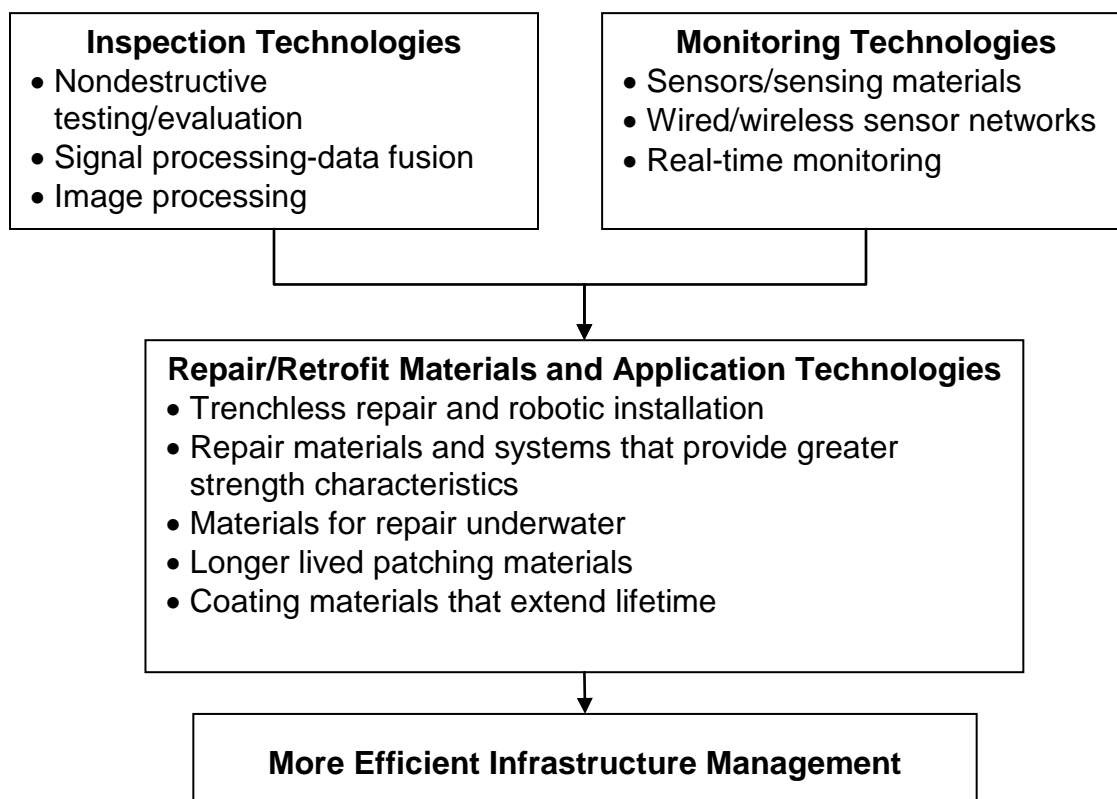 Inspection Technologies
• Nondestructive
testing/evaluation
• Signal processing-data fusion
• Image processing
Monitoring Technologies
• Sensors/sensing materials
• Wired/wireless sensor networks
• Real-time monitoring
Repair/Retrofit Materials and Application Technologies
• Trenchless repair and robotic installation
• Repair materials and systems that provide greater
strength characteristics
• Materials for repair underwater
• Longer lived patching materials
• Coating materials that extend lifetime
More Efficient Infrastructure Management